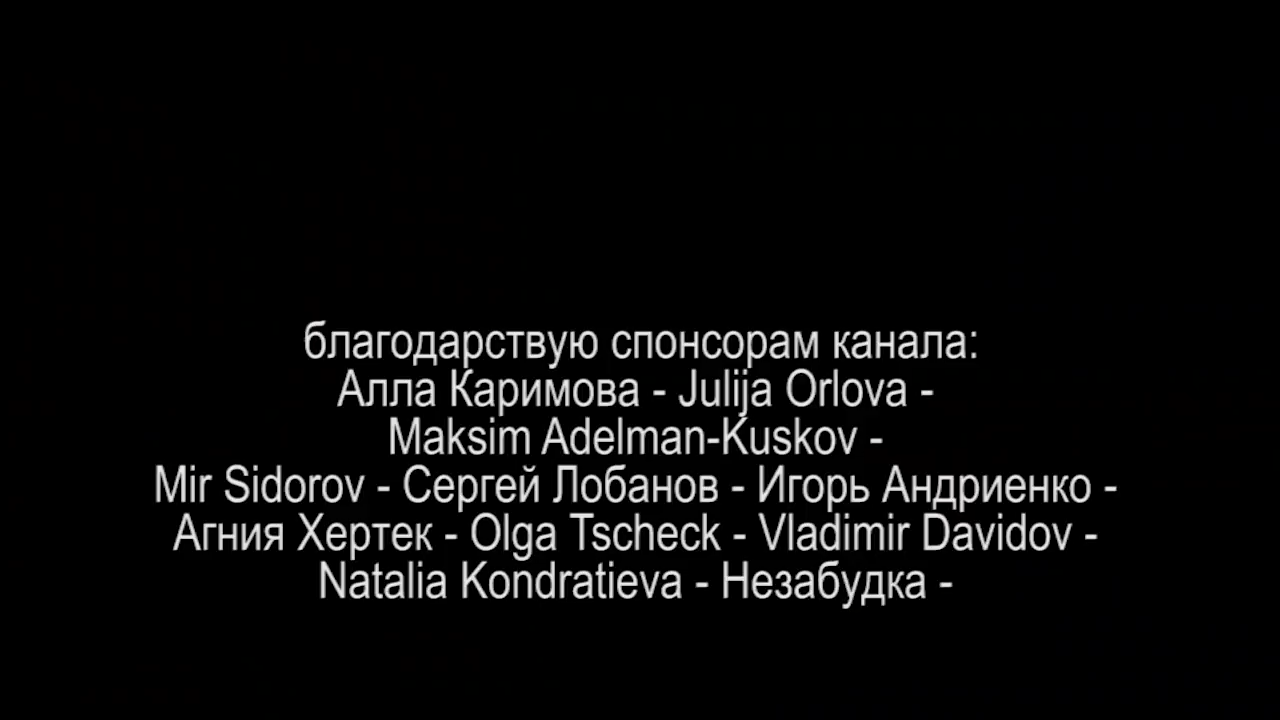 благодарствую спонсорам канала:
Алла Каримова - Julija Orlova -
Maksim Adelman-Kuskov -
Mir Sidorov - Сергей Лобанов - Игорь Андриенко -
Агния Хертек - Olga Tscheck - Vladimir Davidov -
Natalia Kondratieva - Незабудка -